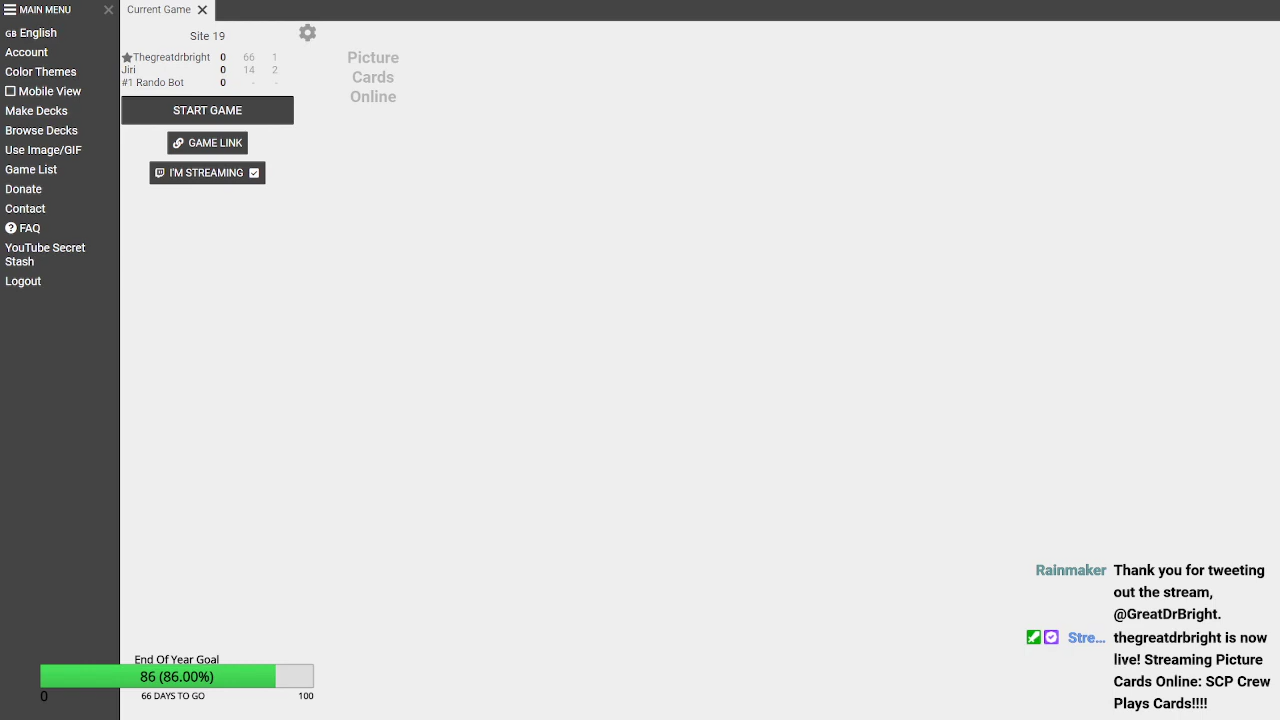 MAIN MENU
GB English
Account
Color Themes
Mobile View
Make Decks
Browse Decks
Use Image/GIF
Game List
Donate
Contact
? FAQ
YouTube Secret
Stash
Logout
Current Game
Site 19
Thegreatdrbright 0 66 1
Jiri 0 14 2
#1 Rando Bot 0 - -
START GAME
GAME LINK
I'M STREAMING
Picture
Cards
Online
End Of Year Goal
86 (86.00%)
0 66 DAYS TO GO 100
Rainmaker Thank you for tweeting
out the stream,
@GreatDrBright.
Stre... thegreatdrbright is now
live! Streaming Picture
Cards Online: SCP Crew
Plays Cards!!!!